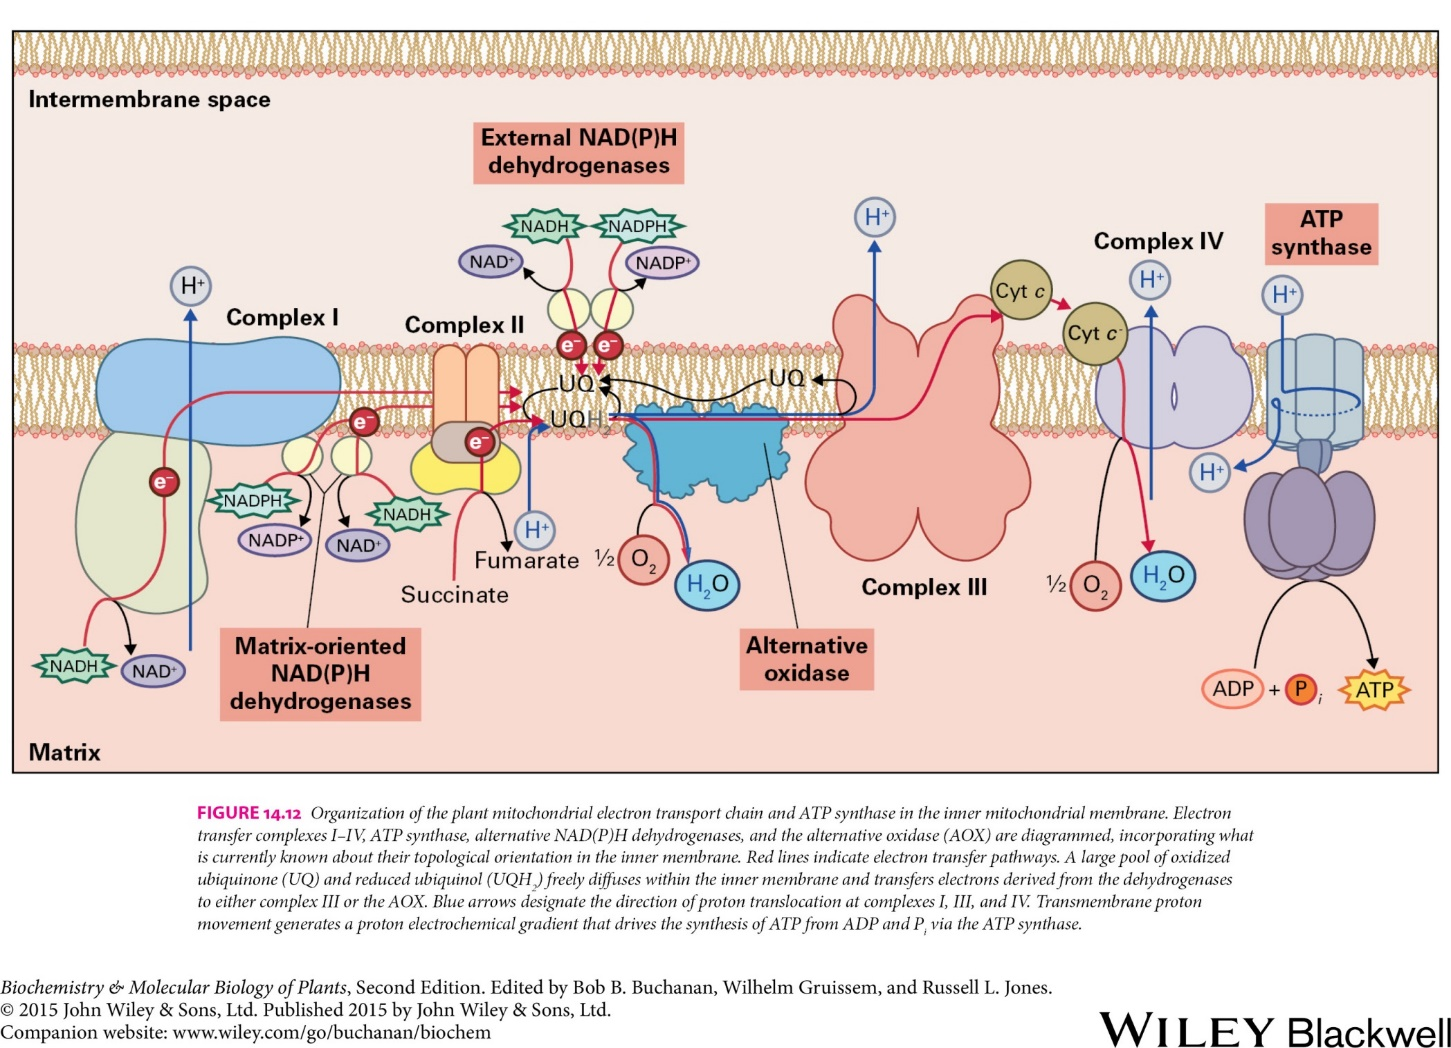 Intermembrane space
External NAD(P)H
dehydrogenases
NADH
NADPH
NAD⁺
NADP⁺
H⁺
Complex I
Complex II
e⁻
e⁻
UQ
UQH₂
UQ
H⁺
Cyt c
Cyt c
Complex IV
H⁺
ATP
synthase
H⁺
H⁺
e⁻
e⁻
e⁻
NADPH
NADP⁺
NADH
NAD⁺
H⁺
Fumarate
Succinate
½ O₂
H₂O
Complex III
½ O₂
H₂O
NADH
NAD⁺
Matrix-oriented
NAD(P)H
dehydrogenases
Alternative
oxidase
ADP + P i
ATP
Matrix
FIGURE 14.12 Organization of the plant mitochondrial electron transport chain and ATP synthase in the inner mitochondrial membrane. Electron
transfer complexes I–IV, ATP synthase, alternative NAD(P)H dehydrogenases, and the alternative oxidase (AOX) are diagrammed, incorporating what
is currently known about their topological orientation in the inner membrane. Red lines indicate electron transfer pathways. A large pool of oxidized
ubiquinone (UQ) and reduced ubiquinol (UQH₂) freely diffuses within the inner membrane and transfers electrons derived from the dehydrogenases
to either complex III or the AOX. Blue arrows designate the direction of proton translocation at complexes I, III, and IV. Transmembrane proton
movement generates a proton electrochemical gradient that drives the synthesis of ATP from ADP and Pᵢ via the ATP synthase.
Biochemistry & Molecular Biology of Plants, Second Edition. Edited by Bob B. Buchanan, Wilhelm Gruissem, and Russell L. Jones.
© 2015 John Wiley & Sons, Ltd. Published 2015 by John Wiley & Sons, Ltd.
Companion website: www.wiley.com/go/buchanan/biochem
WILEY Blackwell